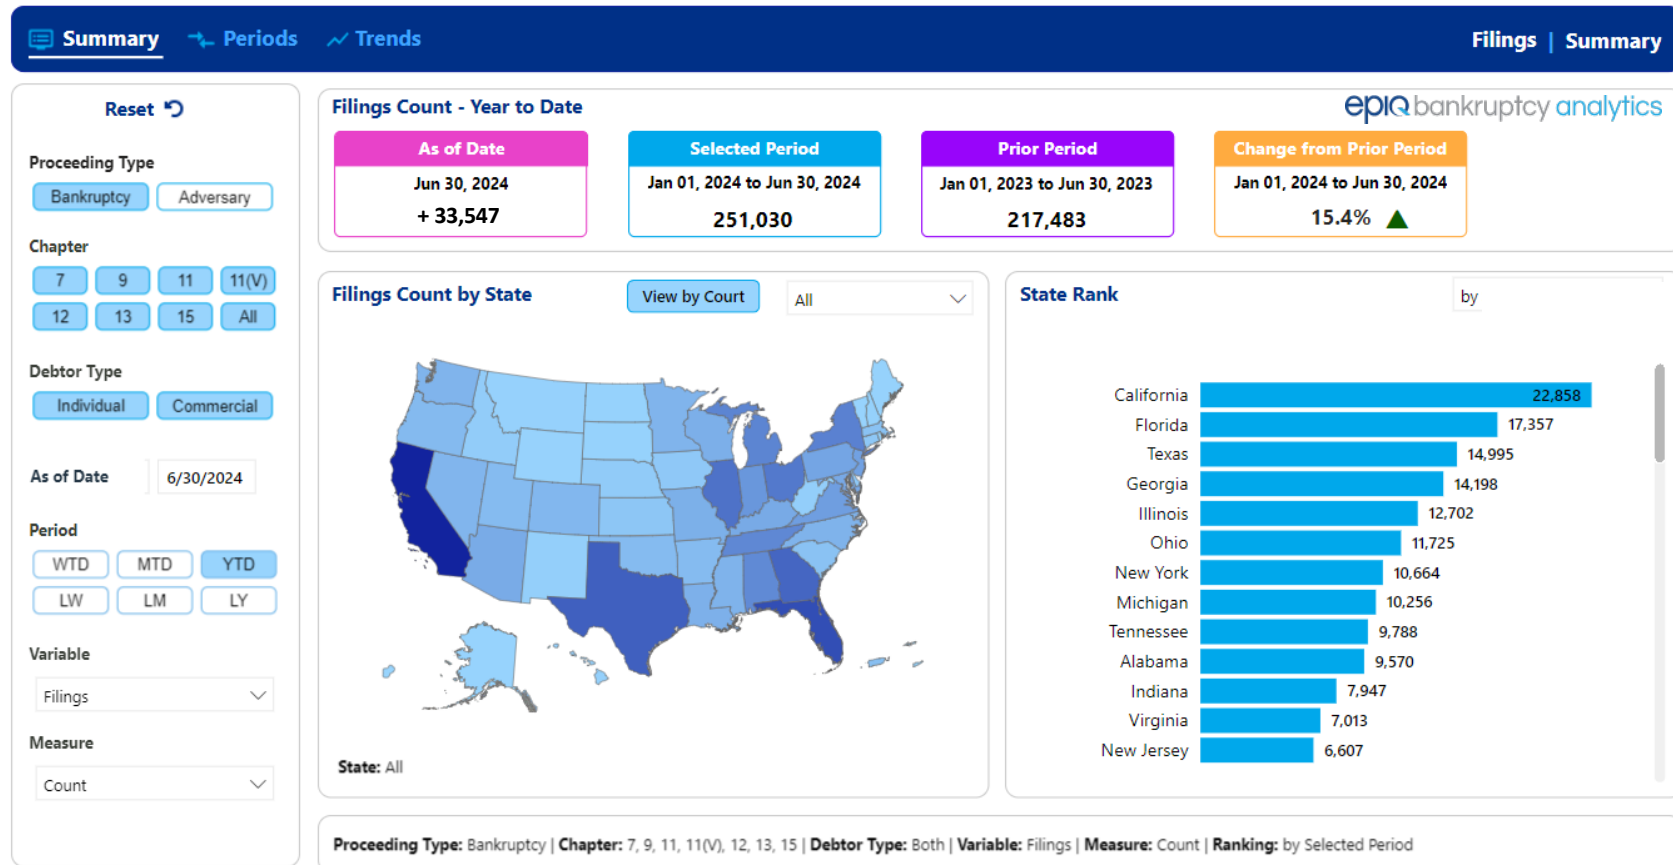 Summary Periods Trends Filings | Summary
Reset
Proceeding Type
Bankruptcy Adversary
Chapter
7 9 11 11(V)
12 13 15 All
Debtor Type
Individual Commercial
As of Date 6/30/2024
Period
WTD MTD YTD
LW LM LY
Variable
Filings
Measure
Count
Filings Count - Year to Date
epiq bankruptcy analytics
As of Date
Jun 30, 2024
+ 33,547
Selected Period
Jan 01, 2024 to Jun 30, 2024
251,030
Prior Period
Jan 01, 2023 to Jun 30, 2023
217,483
Change from Prior Period
Jan 01, 2024 to Jun 30, 2024
15.4%
Filings Count by State View by Court All
State: All
State Rank by
California 22,858
Florida 17,357
Texas 14,995
Georgia 14,198
Illinois 12,702
Ohio 11,725
New York 10,664
Michigan 10,256
Tennessee 9,788
Alabama 9,570
Indiana 7,947
Virginia 7,013
New Jersey 6,607
Proceeding Type: Bankruptcy | Chapter: 7, 9, 11, 11(V), 12, 13, 15 | Debtor Type: Both | Variable: Filings | Measure: Count | Ranking: by Selected Period